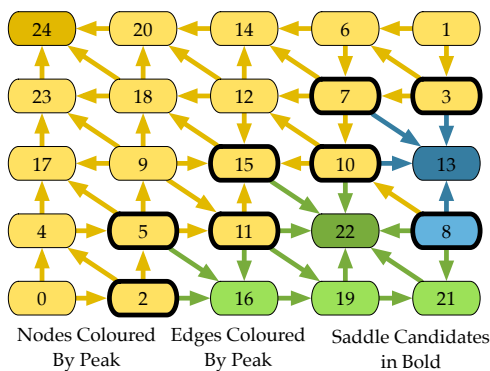 24 20 14 6 1
23 18 12 7 3
17 9 15 10 13
4 5 11 22 8
0 2 16 19 21
Nodes Coloured Edges Coloured Saddle Candidates
By Peak By Peak in Bold